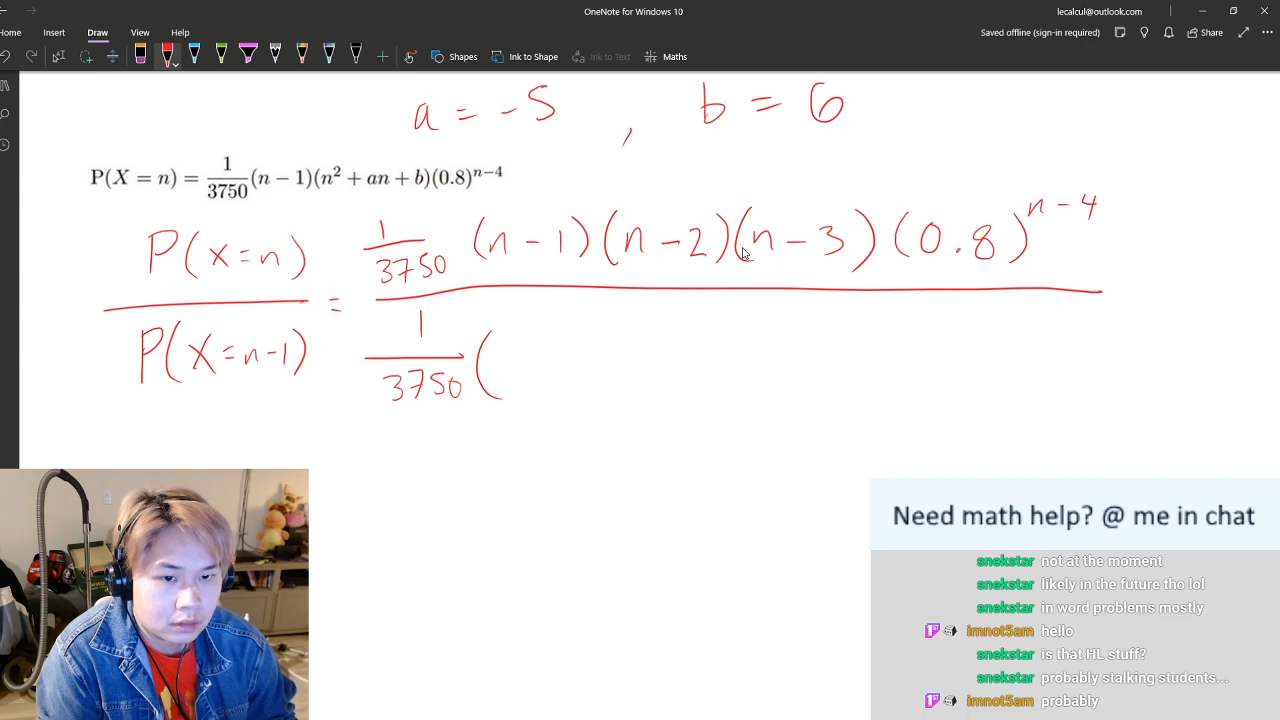 OneNote for Windows 10
lecalcul@outlook.com
Home Insert Draw View Help
Saved offline (sign-in required)
Share
Shapes
Ink to Shape
Ink to Text
Maths
a = -5 , b = 6
P(X = n) = 1/3750 (n − 1)(n² + an + b)(0.8)ⁿ⁻⁴
P(X=n) / P(X=n-1) = 1/3750 (n-1)(n-2)(n-3)(0.8)ⁿ⁻⁴ / 1/3750 (
Need math help? @ me in chat
snekstar not at the moment
snekstar likely in the future tho lol
snekstar in word problems mostly
imnot5am hello
snekstar is that HL stuff?
snekstar probably stalking students...
imnot5am probably